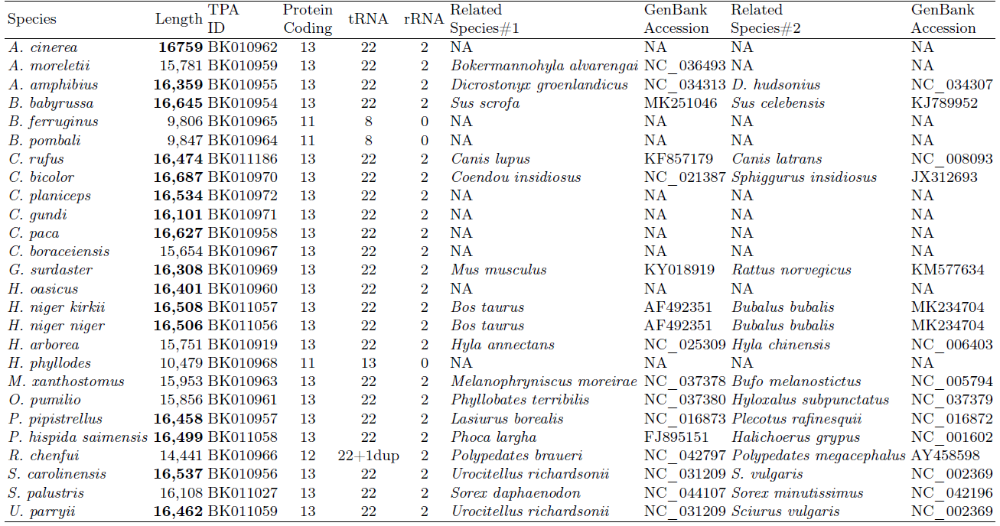 Species Length TPA ID Protein Coding tRNA rRNA Related Species#1 GenBank Accession Related Species#2 GenBank Accession
A. cinerea 16759 BK010962 13 22 2 NA NA NA NA
A. moreletii 15,781 BK010959 13 22 2 Bokermannohyla alvarengai NC_036493 NA NA
A. amphibius 16,359 BK010955 13 22 2 Dicrostonyx groenlandicus NC_034313 D. hudsonius NC_034307
B. babyrussa 16,645 BK010954 13 22 2 Sus scrofa MK251046 Sus celebensis KJ789952
B. ferruginus 9,806 BK010965 11 8 0 NA NA NA NA
B. pombali 9,847 BK010964 11 8 0 NA NA NA NA
C. rufus 16,474 BK011186 13 22 2 Canis lupus KF857179 Canis latrans NC_008093
C. bicolor 16,687 BK010970 13 22 2 Coendou insidiosus NC_021387 Sphiggurus insidiosus JX312693
C. planiceps 16,534 BK010972 13 22 2 NA NA NA NA
C. gundi 16,101 BK010971 13 22 2 NA NA NA NA
C. paca 16,627 BK010958 13 22 2 NA NA NA NA
C. boraceiensis 15,654 BK010967 13 22 2 NA NA NA NA
G. surdaster 16,308 BK010969 13 22 2 Mus musculus KY018919 Rattus norvegicus KM577634
H. oasicus 16,401 BK010960 13 22 2 NA NA NA NA
H. niger kirkii 16,508 BK011057 13 22 2 Bos taurus AF492351 Bubalus bubalis MK234704
H. niger niger 16,506 BK011056 13 22 2 Bos taurus AF492351 Bubalus bubalis MK234704
H. arborea 15,751 BK010919 13 22 2 Hyla annectans NC_025309 Hyla chinensis NC_006403
H. phyllodes 10,479 BK010968 11 13 0 NA NA NA NA
M. xanthostomus 15,953 BK010963 13 22 2 Melanophryniscus moreirae NC_037378 Bufo melanostictus NC_005794
O. pumilio 15,856 BK010961 13 22 2 Phyllobates terribilis NC_037380 Hyloxalus subpunctatus NC_037379
P. pipistrellus 16,458 BK010957 13 22 2 Lasiurus borealis NC_016873 Plecotus rafinesquii NC_016872
P. hispida saimensis 16,499 BK011058 13 22 2 Phoca largha FJ895151 Halichoerus grypus NC_001602
R. chenfui 14,441 BK010966 12 22+1dup 2 Polypedates braueri NC_042797 Polypedates megacephalus AY458598
S. carolinensis 16,537 BK010956 13 22 2 Urocitellus richardsonii NC_031209 S. vulgaris NC_002369
S. palustris 16,108 BK011027 13 22 2 Sorex daphaenodon NC_044107 Sorex minutissimus NC_042196
U. parryii 16,462 BK011059 13 22 2 Urocitellus richardsonii NC_031209 Sciurus vulgaris NC_002369